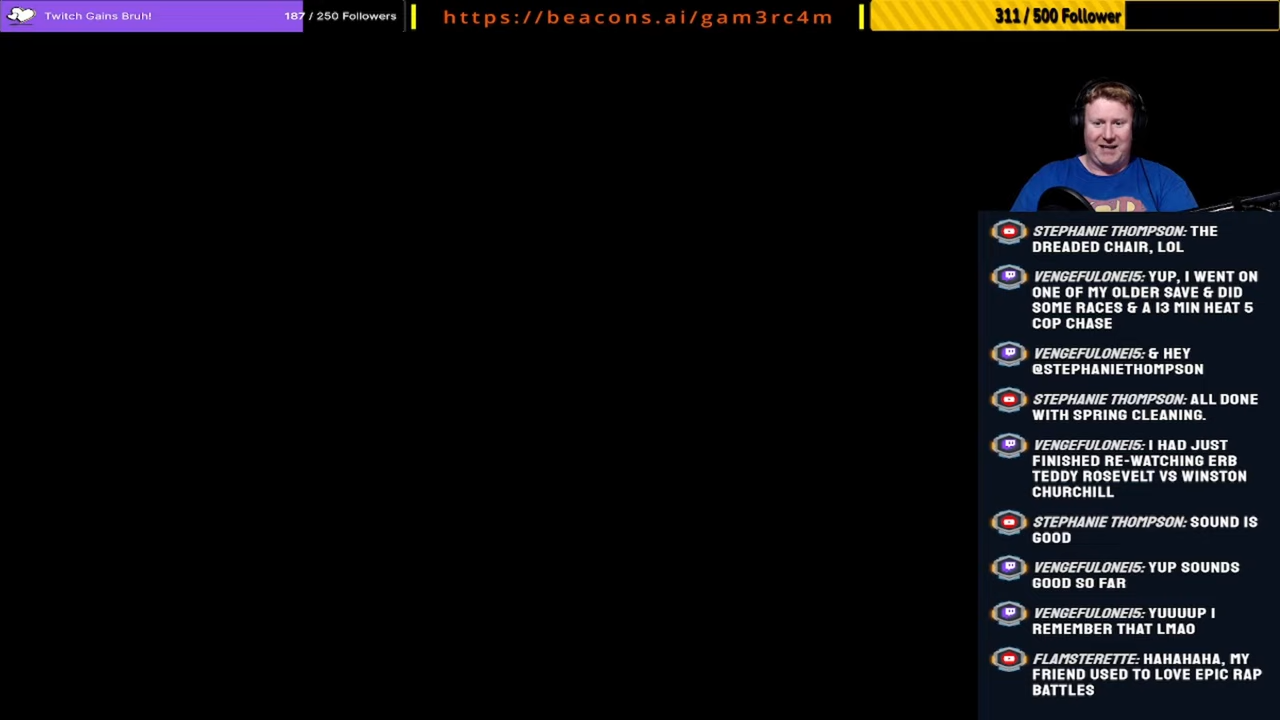 Twitch Gains Bruh!
187 / 250 Followers
https://beacons.ai/gam3rc4m
311 / 500 Follower
STEPHANIE THOMPSON: THE
DREADED CHAIR, LOL
VENGEFULONE15: YUP, I WENT ON
ONE OF MY OLDER SAVE & DID
SOME RACES & A 13 MIN HEAT 5
COP CHASE
VENGEFULONE15: & HEY
@STEPHANIETHOMPSON
STEPHANIE THOMPSON: ALL DONE
WITH SPRING CLEANING.
VENGEFULONE15: I HAD JUST
FINISHED RE-WATCHING ERB
TEDDY ROSEVELT VS WINSTON
CHURCHILL
STEPHANIE THOMPSON: SOUND IS
GOOD
VENGEFULONE15: YUP SOUNDS
GOOD SO FAR
VENGEFULONE15: YUUUUP I
REMEMBER THAT LMAO
FLAMSTERETTE: HAHAHAHA, MY
FRIEND USED TO LOVE EPIC RAP
BATTLES